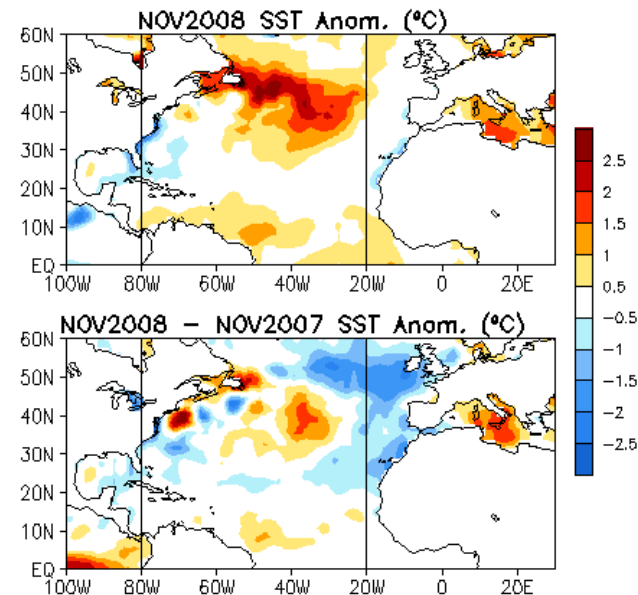 NOV2008 SST Anom. (ºC)
60N
50N
40N
30N
20N
10N
EQ
100W 80W 60W 40W 20W 0 20E
2.5
2
1.5
1
0.5
−0.5
−1
−1.5
−2
−2.5
NOV2008 − NOV2007 SST Anom. (ºC)
60N
50N
40N
30N
20N
10N
EQ
100W 80W 60W 40W 20W 0 20E